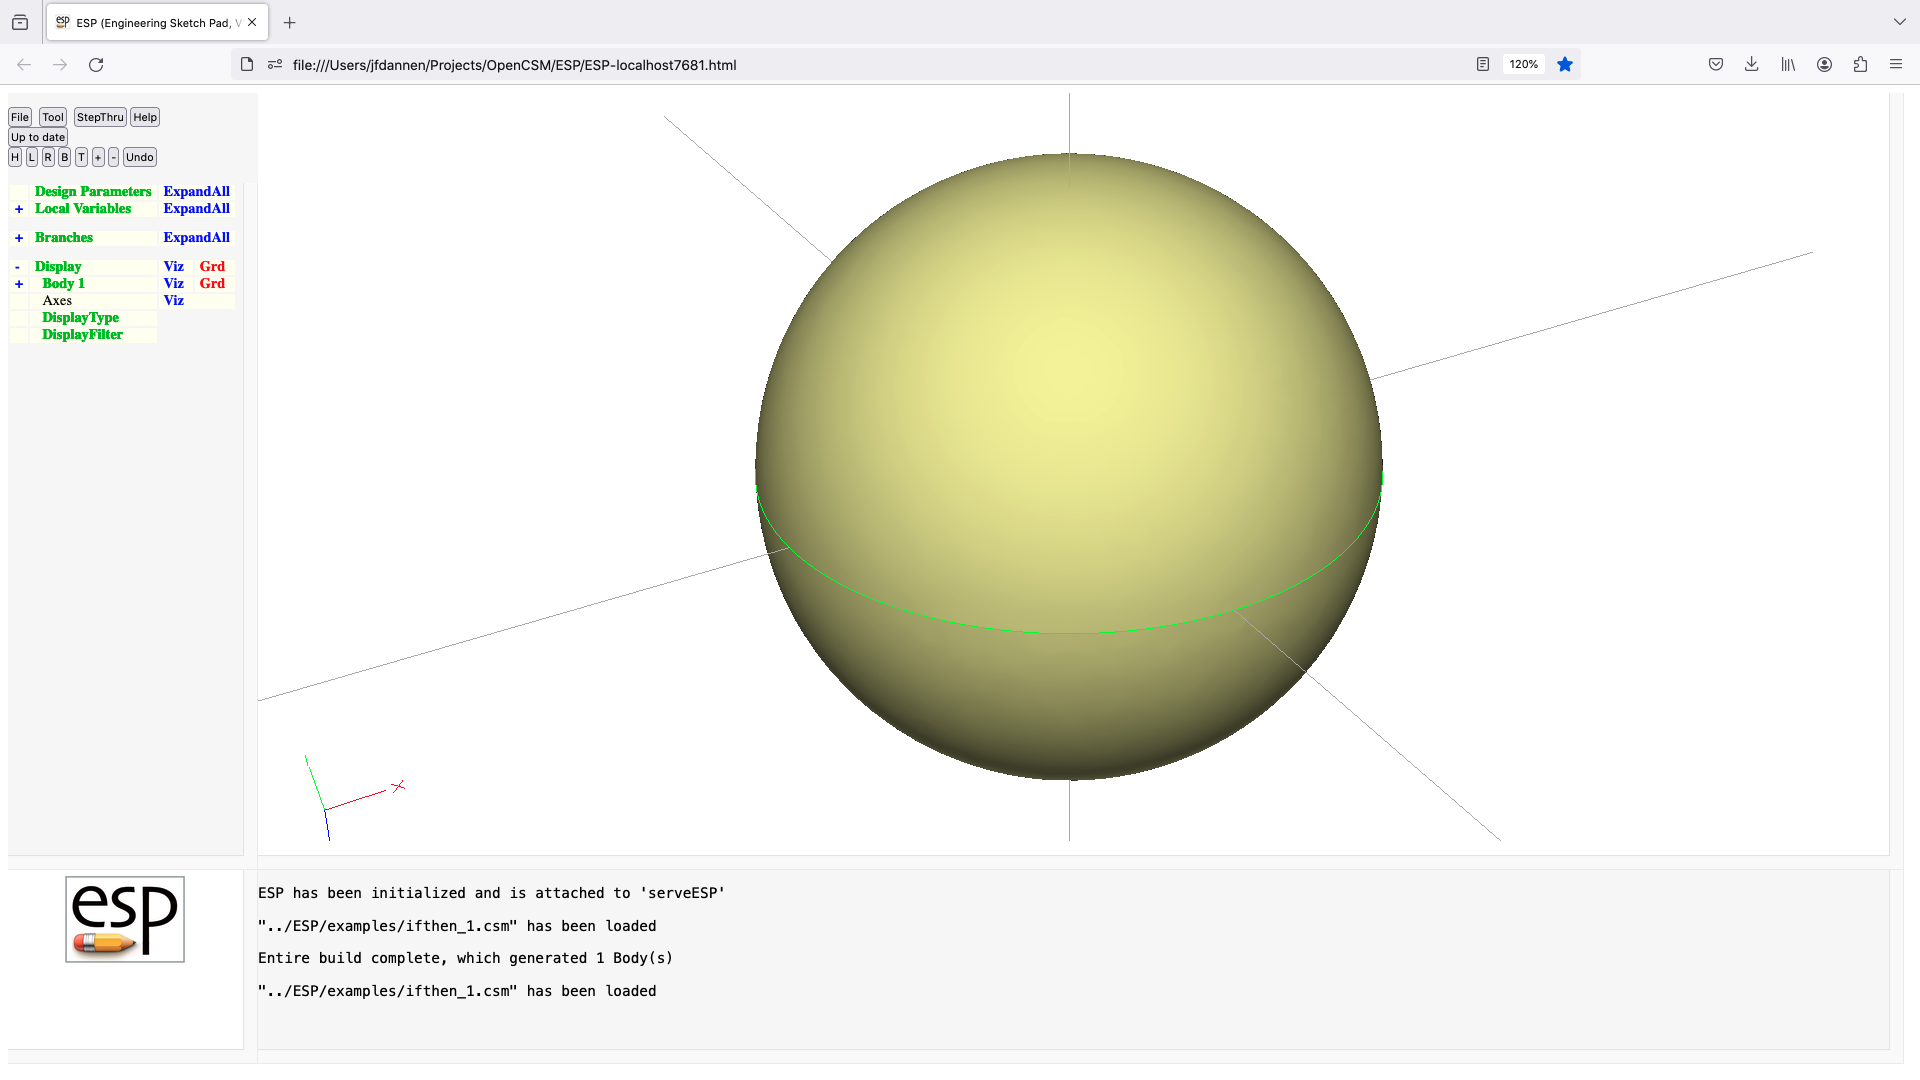 ESP (Engineering Sketch Pad, V
file:///Users/jfdannen/Projects/OpenCSM/ESP/ESP-localhost7681.html
120%
File Tool StepThru Help
Up to date
H L R B T + - Undo
Design Parameters ExpandAll
+ Local Variables ExpandAll
+ Branches ExpandAll
- Display Viz Grd
+ Body 1 Viz Grd
Axes Viz
DisplayType
DisplayFilter
X
esp
ESP has been initialized and is attached to 'serveESP'
"../ESP/examples/ifthen_1.csm" has been loaded
Entire build complete, which generated 1 Body(s)
"../ESP/examples/ifthen_1.csm" has been loaded